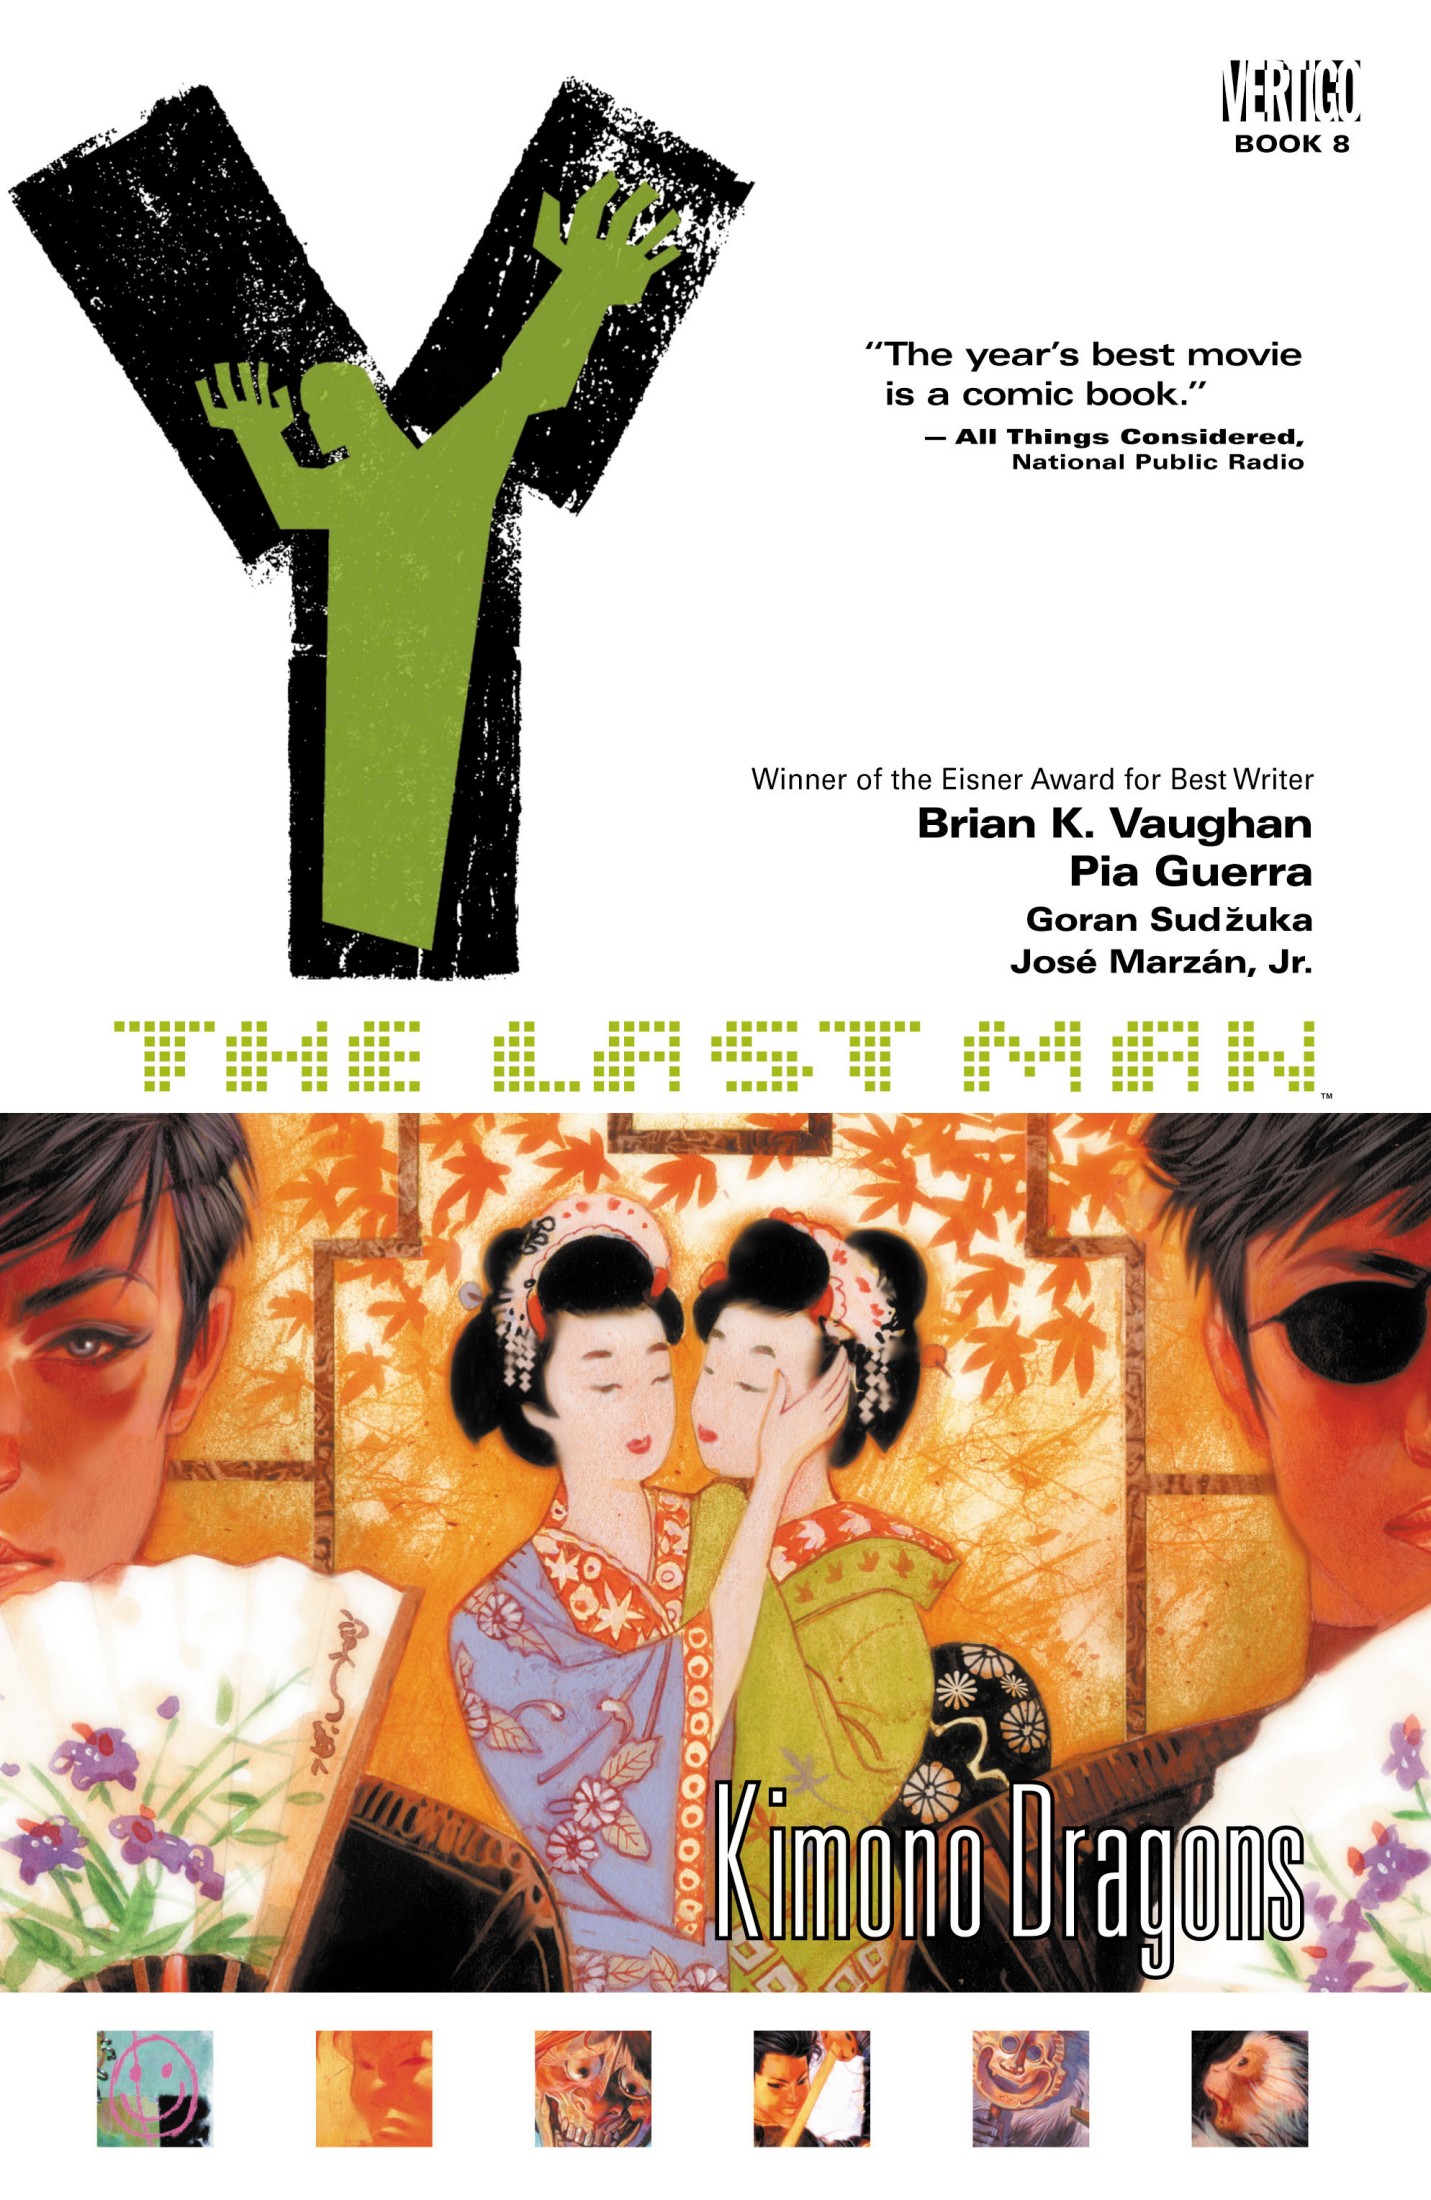 VERTIGO
BOOK 8
Y
“The year’s best movie
is a comic book.”
— All Things Considered,
National Public Radio
Winner of the Eisner Award for Best Writer
Brian K. Vaughan
Pia Guerra
Goran Sudžuka
José Marzán, Jr.
THE LAST MAN™
Kimono Dragons